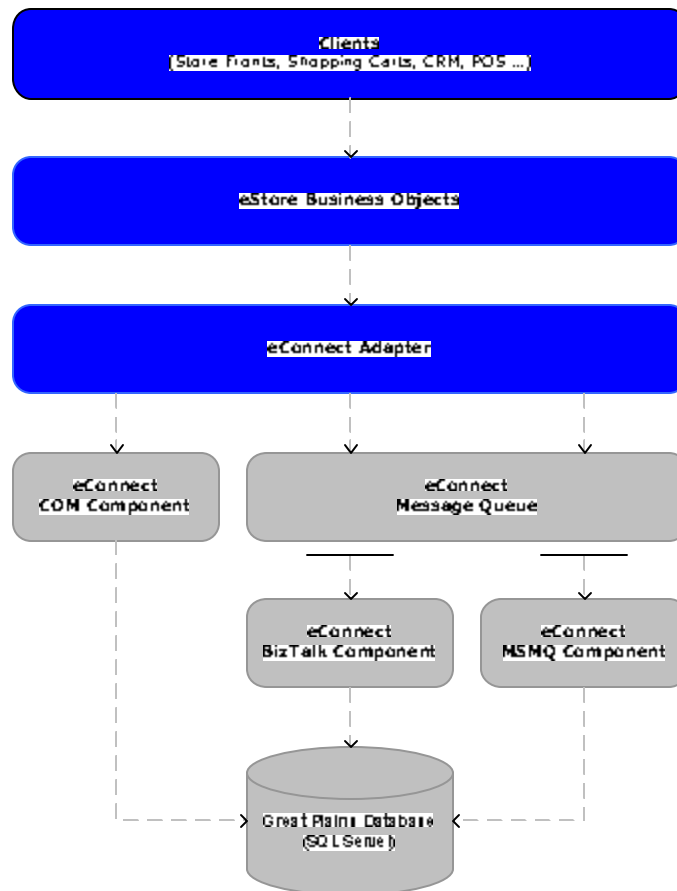 Clients
(Store Fronts, Shopping Carts, CRM, POS ...)
eStore Business Objects
eConnect Adapter
eConnect
COM Component
eConnect
Message Queue
eConnect
BizTalk Component
eConnect
MSMQ Component
Great Plains Database
(SQL Server)